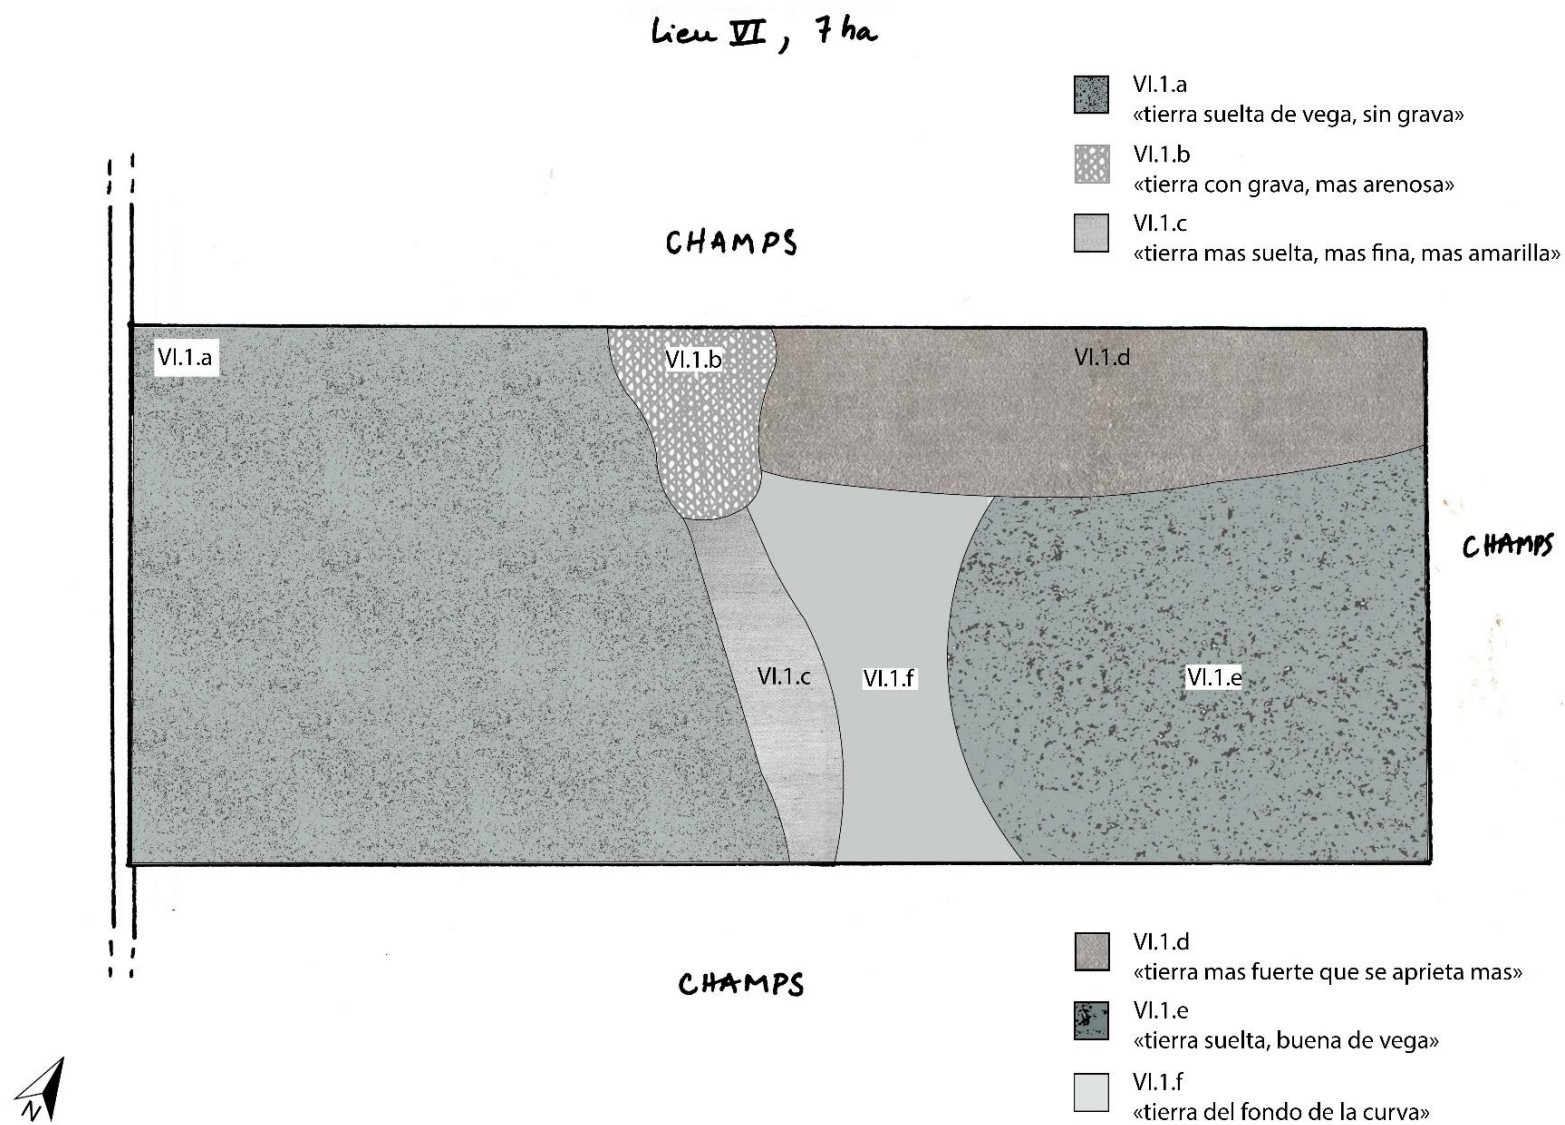 Lieu VI, 7 ha
VI.1.a
«tierra suelta de vega, sin grava»
VI.1.b
«tierra con grava, mas arenosa»
VI.1.c
«tierra mas suelta, mas fina, mas amarilla»
CHAMPS
VI.1.a
VI.1.b
VI.1.d
CHAMPS
VI.1.c
VI.1.f
VI.1.e
CHAMPS
VI.1.d
«tierra mas fuerte que se aprieta mas»
VI.1.e
«tierra suelta, buena de vega»
VI.1.f
«tierra del fondo de la curva»
N